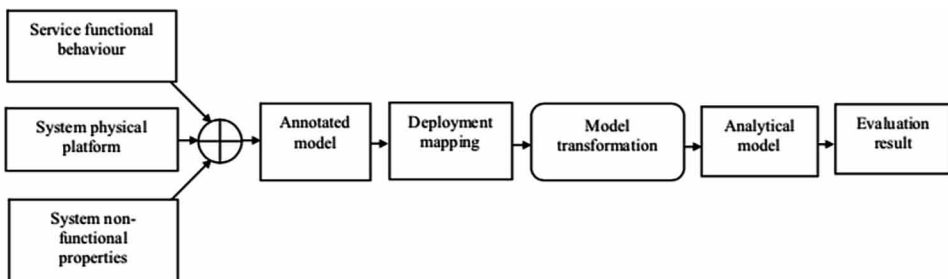 Service functional
behaviour
System physical
platform
System non-
functional
properties
Annotated
model
Deployment
mapping
Model
transformation
Analytical
model
Evaluation
result